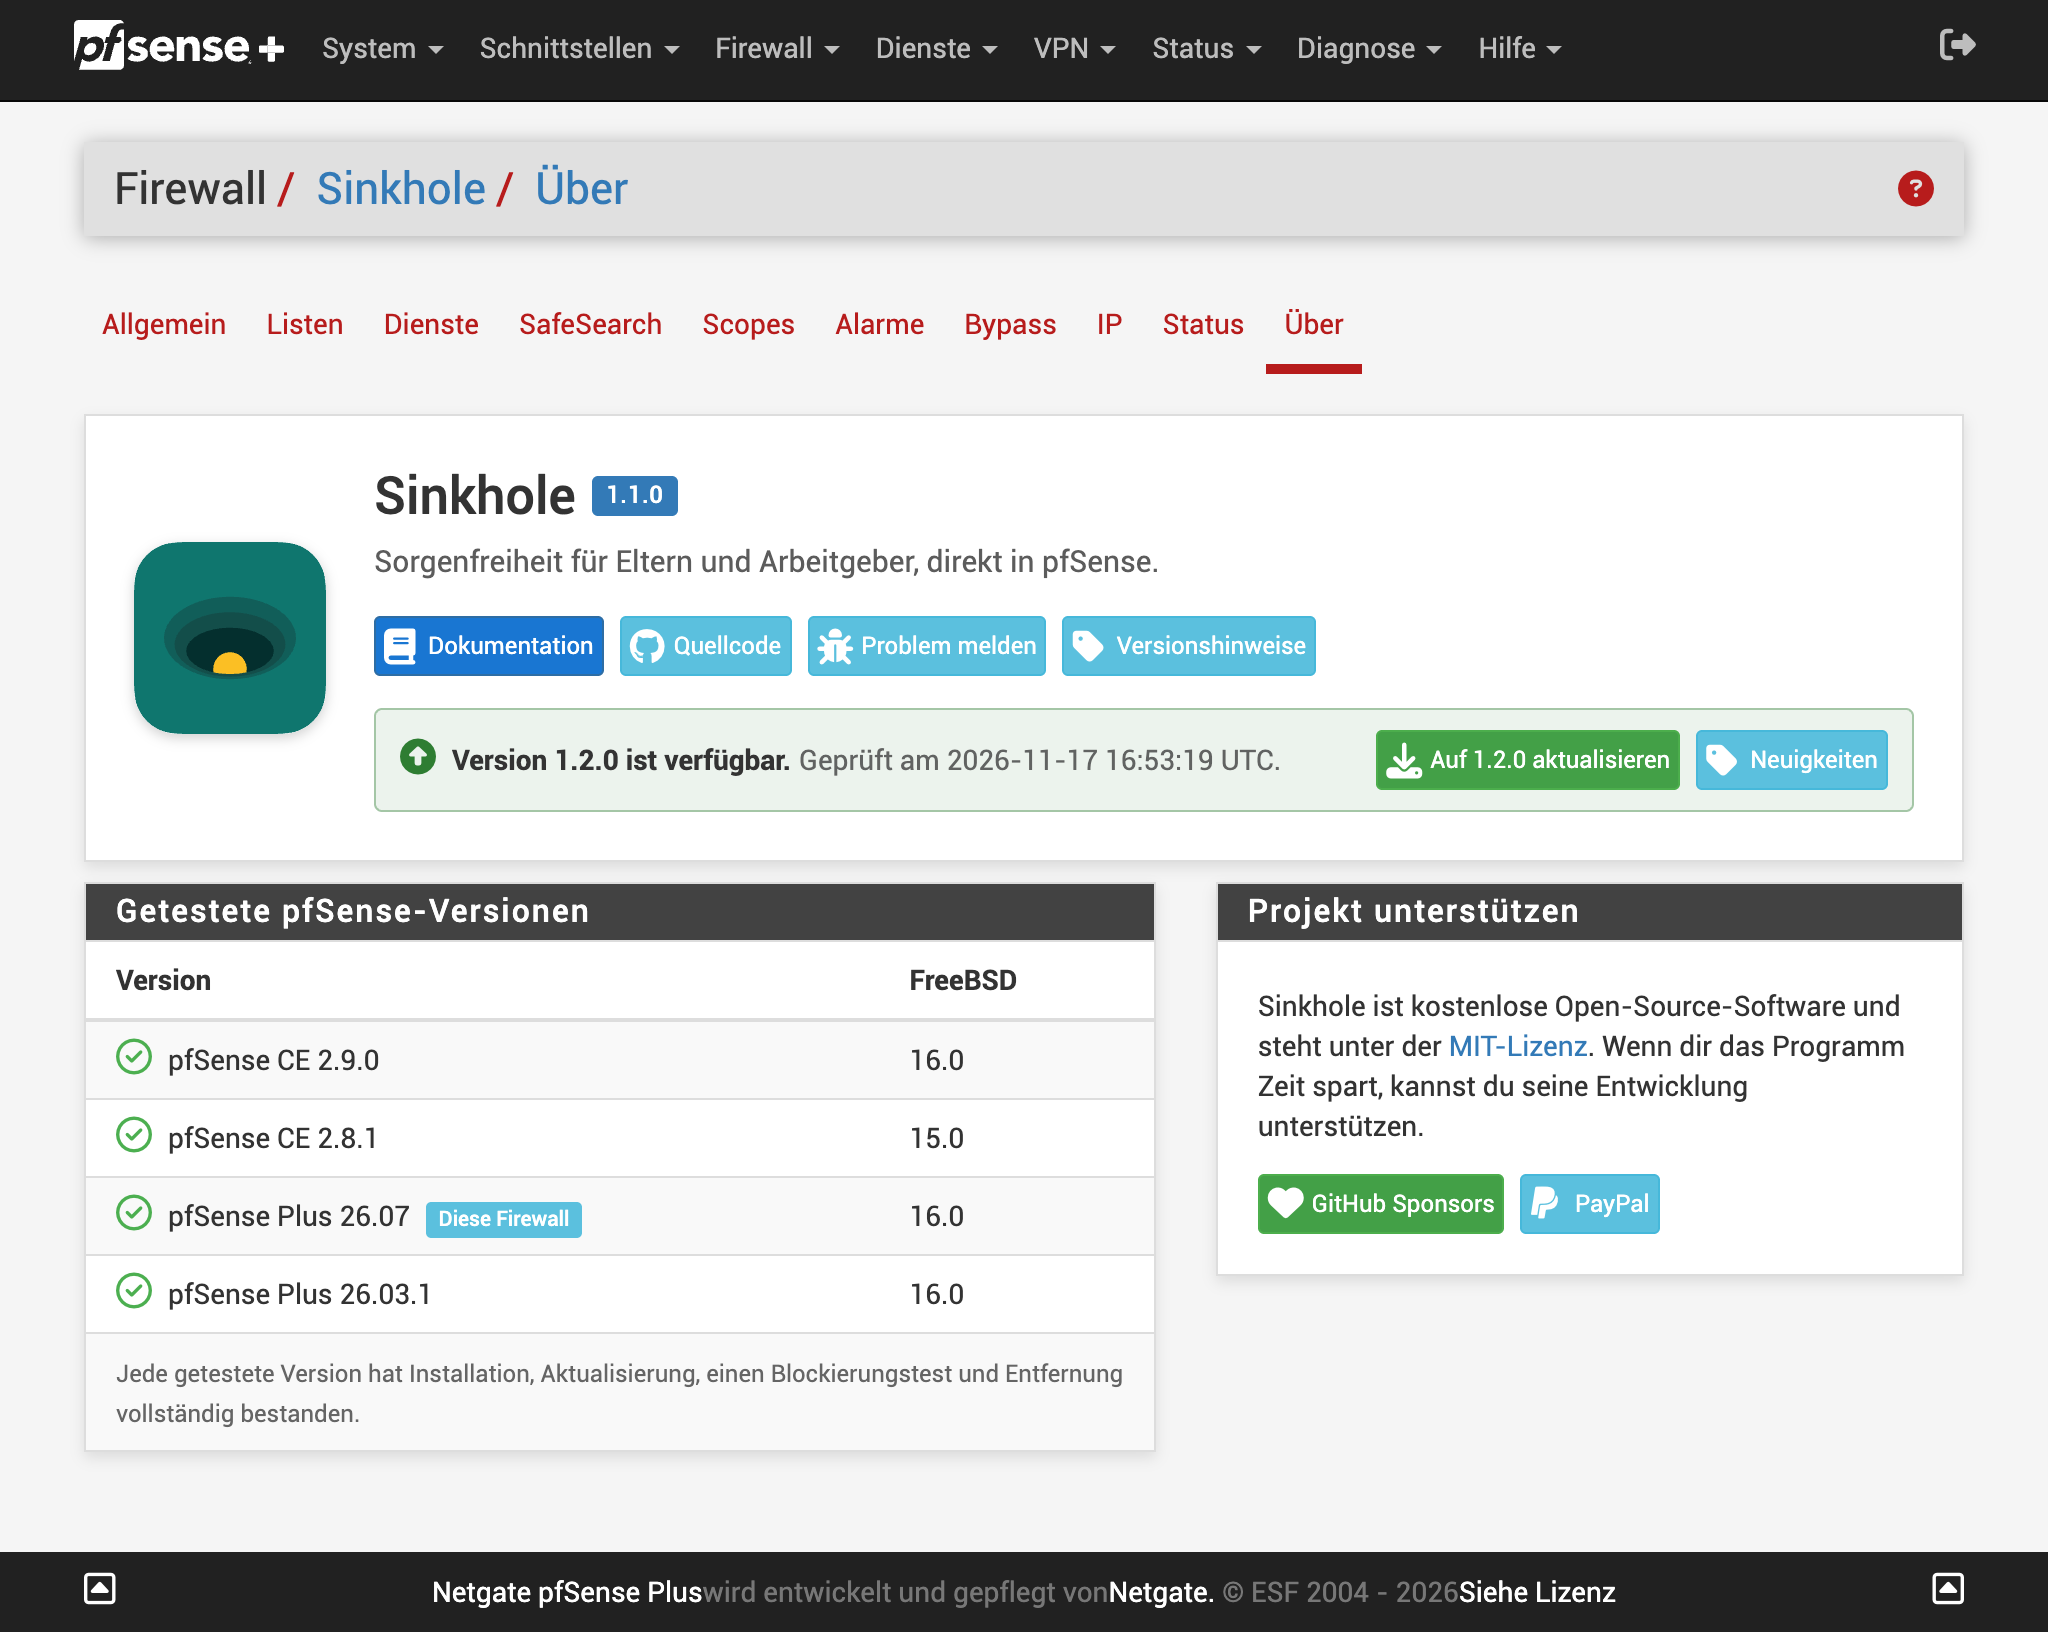 pfsense +
System
Schnittstellen
Firewall
Dienste
VPN
Status
Diagnose
Hilfe
Firewall / Sinkhole / Über
?
Allgemein
Listen
Dienste
SafeSearch
Scopes
Alarme
Bypass
IP
Status
Über
Sinkhole 1.1.0
Sorgenfreiheit für Eltern und Arbeitgeber, direkt in pfSense.
Dokumentation
Quellcode
Problem melden
Versionshinweise
Version 1.2.0 ist verfügbar. Geprüft am 2026-11-17 16:53:19 UTC.
Auf 1.2.0 aktualisieren
Neuigkeiten
Getestete pfSense-Versionen
Version FreeBSD
pfSense CE 2.9.0 16.0
pfSense CE 2.8.1 15.0
pfSense Plus 26.07 Diese Firewall 16.0
pfSense Plus 26.03.1 16.0
Jede getestete Version hat Installation, Aktualisierung, einen Blockierungstest und Entfernung
vollständig bestanden.
Projekt unterstützen
Sinkhole ist kostenlose Open-Source-Software und
steht unter der MIT-Lizenz. Wenn dir das Programm
Zeit spart, kannst du seine Entwicklung
unterstützen.
GitHub Sponsors
PayPal
Netgate pfSense Pluswird entwickelt und gepflegt vonNetgate. © ESF 2004 - 2026Siehe Lizenz